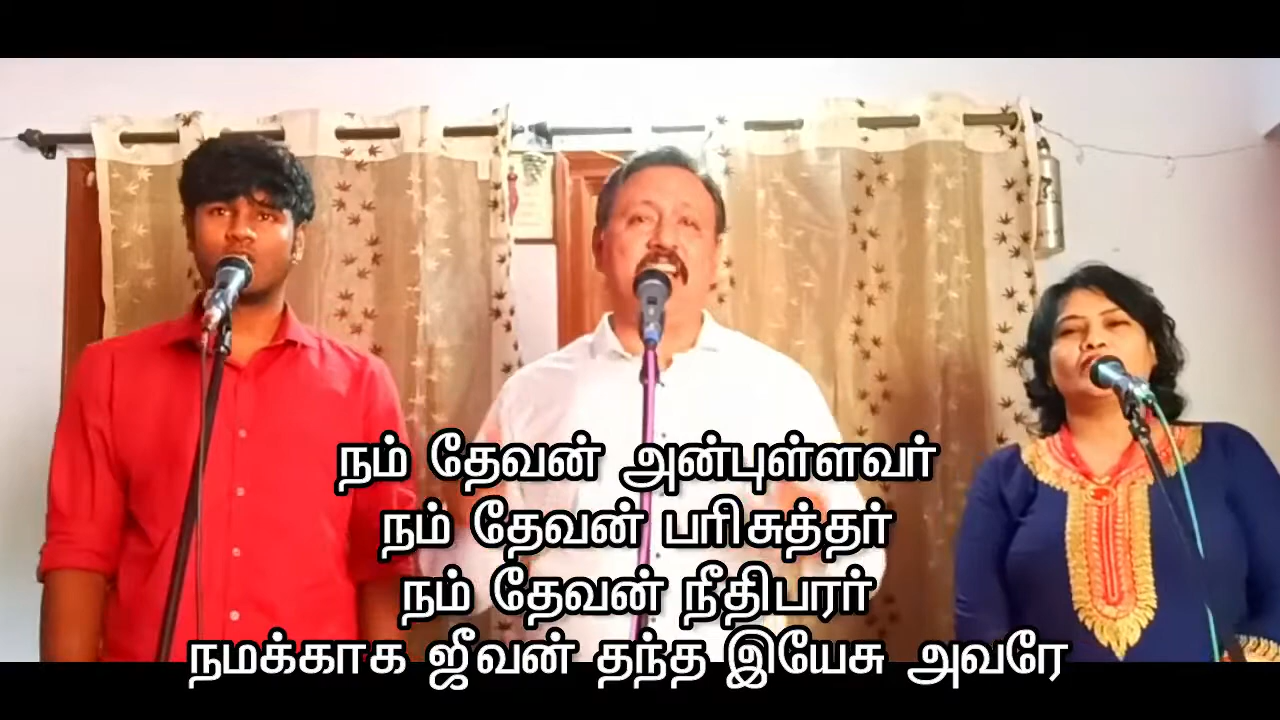 நம் தேவன் அன்புள்ளவர்
நம் தேவன் பரிசுத்தர்
நம் தேவன் நீதிபரர்
நமக்காக ஜீவன் தந்த இயேசு அவரே